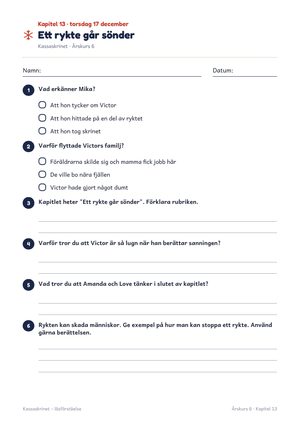 Kapitel 13 · torsdag 17 december
Ett rykte går sönder
Kassaskrinet · Årskurs 6
Namn:
Datum:
1 Vad erkänner Mika?
Att hon tycker om Victor
Att hon hittade på en del av ryktet
Att hon tog skrinet
2 Varför flyttade Victors familj?
Föräldrarna skilde sig och mamma fick jobb här
De ville bo nära fjällen
Victor hade gjort något dumt
3 Kapitlet heter "Ett rykte går sönder". Förklara rubriken.
4 Varför tror du att Victor är så lugn när han berättar sanningen?
5 Vad tror du att Amanda och Love tänker i slutet av kapitlet?
6 Rykten kan skada människor. Ge exempel på hur man kan stoppa ett rykte. Använd
gärna berättelsen.
Kassaskrinet – läsförståelse
Årskurs 6 · Kapitel 13